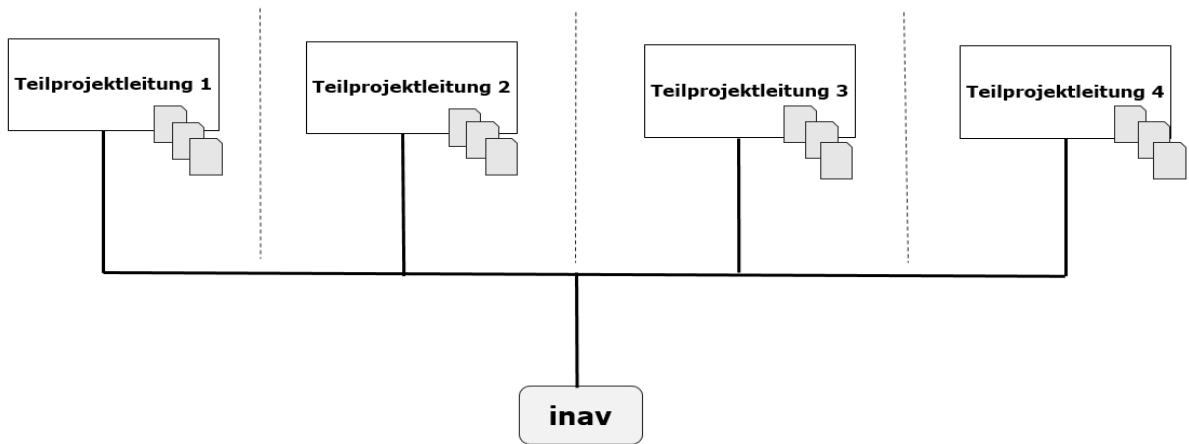 Teilprojektleitung 1
Teilprojektleitung 2
Teilprojektleitung 3
Teilprojektleitung 4
inav